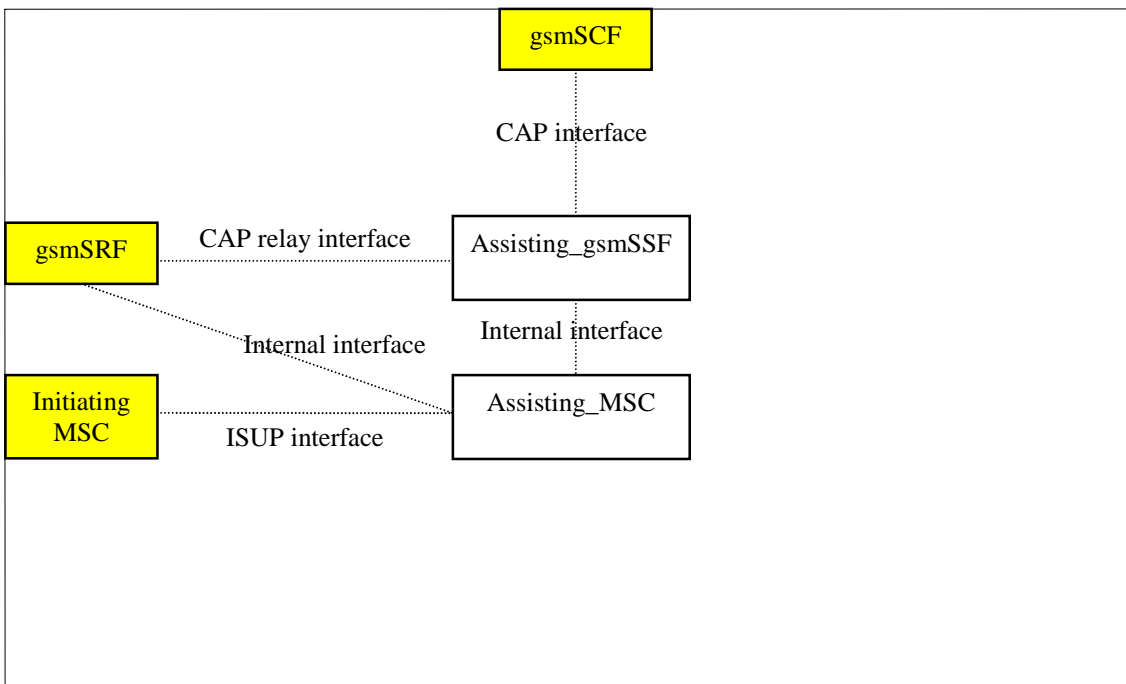 gsmSCF
CAP interface
gsmSRF
CAP relay interface
Assisting_gsmSSF
Internal interface
Internal interface
Initiating
MSC
ISUP interface
Assisting_MSC